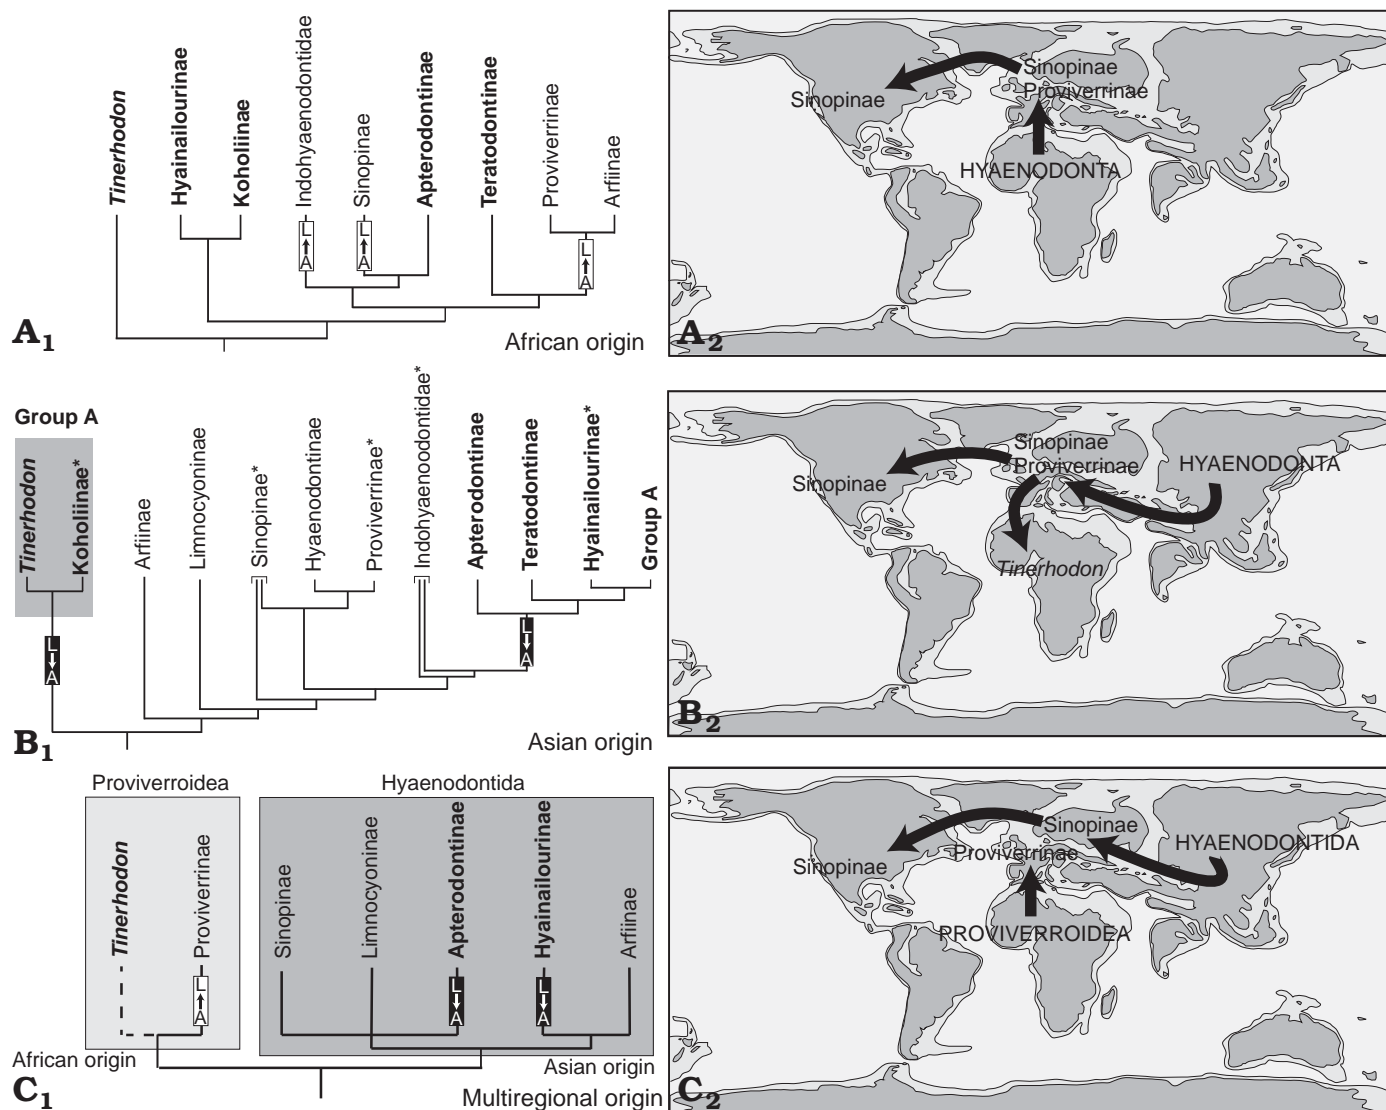 Tinerhodon
Hyainailourinae
Koholiinae
Indohyaenodontidae
Sinopinae
Apterodontinae
Teratodontinae
Proviverrinae
Arfiinae
L
A
L
A
L
A
A1
African origin
Sinopinae
Proviverrinae
Sinopinae
HYAENODONTA
A2
Group A
Tinerhodon
Koholiinae*
Arfiinae
Limnocyoninae
Sinopinae*
Hyaenodontinae
Proviverrinae*
Indohyaenoodontidae*
Apterodontinae
Teratodontinae
Hyainailourinae*
Group A
L
A
L
A
B1
Asian origin
Sinopinae
Proviverrinae
HYAENODONTA
Sinopinae
Tinerhodon
B2
Proviverroidea
Hyaenodontida
Tinerhodon
Proviverrinae
Sinopinae
Limnocyoninae
Apterodontinae
Hyainailourinae
Arfiinae
L
A
L
A
L
A
African origin
Asian origin
C1
Multiregional origin
Sinopinae
HYAENODONTIDA
Proviverrinae
Sinopinae
PROVIVERROIDEA
C2